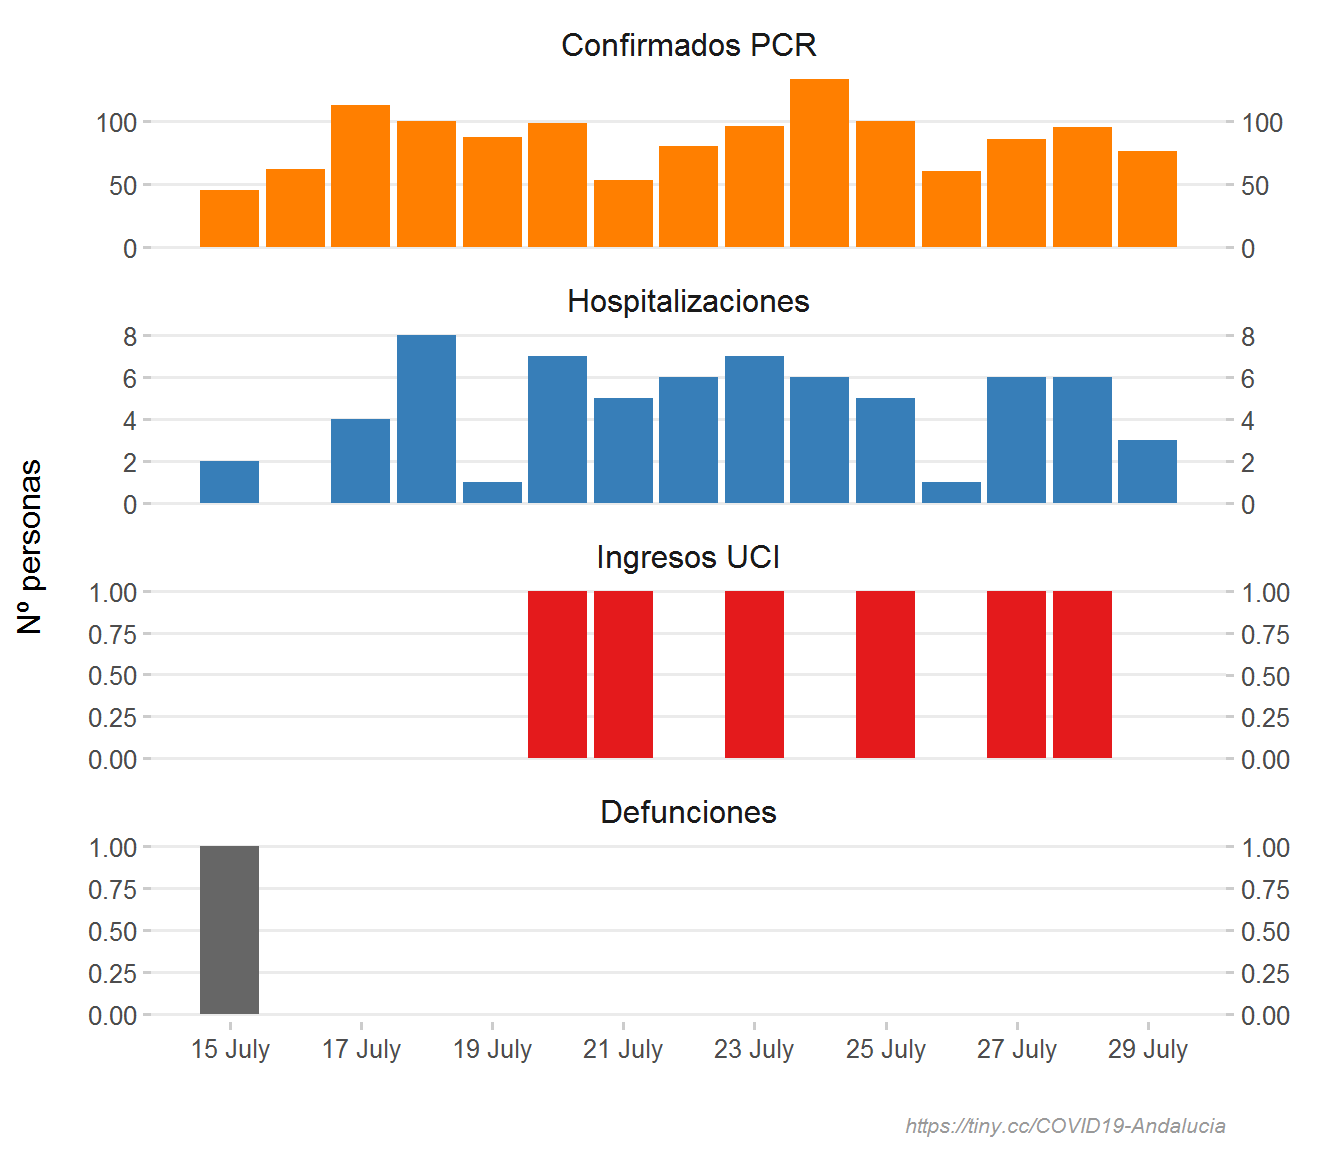 Confirmados PCR
100 100
50 50
0 0
Hospitalizaciones
8 8
6 6
4 4
2 2
0 0
Nº personas
Ingresos UCI
1.00 1.00
0.75 0.75
0.50 0.50
0.25 0.25
0.00 0.00
Defunciones
1.00 1.00
0.75 0.75
0.50 0.50
0.25 0.25
0.00 0.00
15 July 17 July 19 July 21 July 23 July 25 July 27 July 29 July
https://tiny.cc/COVID19-Andalucia